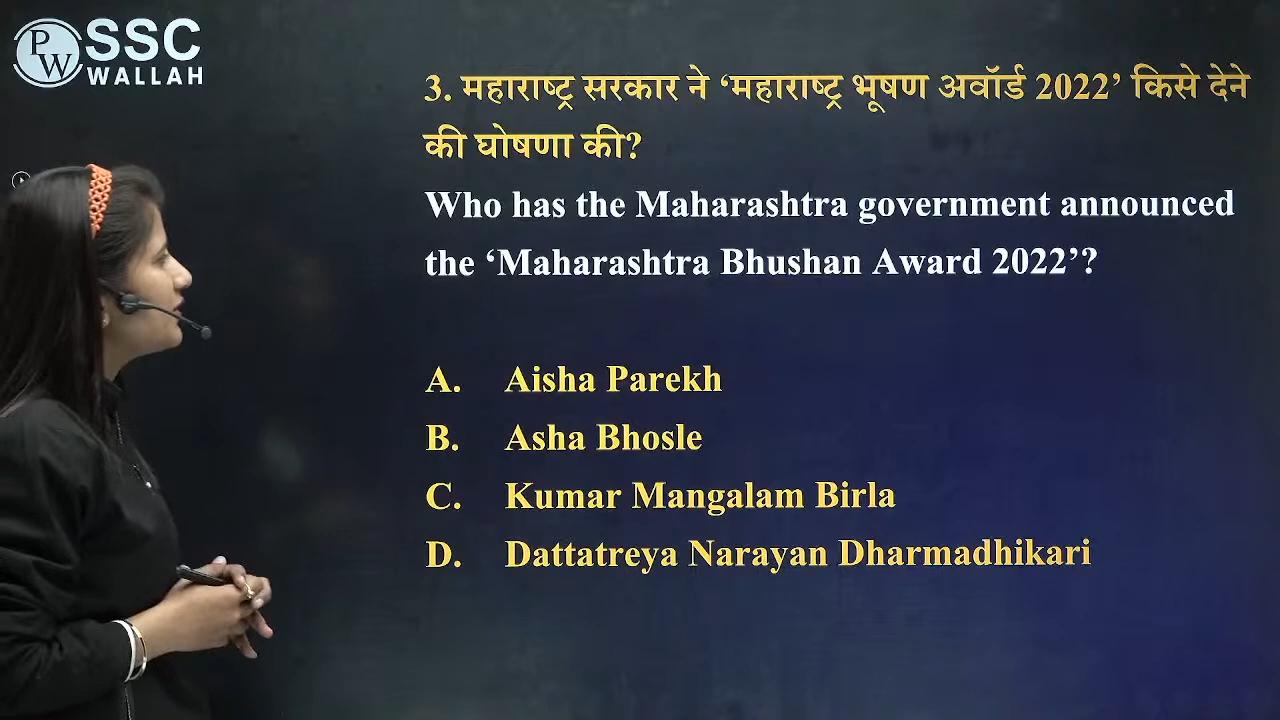 PW SSC
WALLAH
3. महाराष्ट्र सरकार ने ‘महाराष्ट्र भूषण अवॉर्ड 2022’ किसे देने
की घोषणा की?
Who has the Maharashtra government announced
the ‘Maharashtra Bhushan Award 2022’?
A. Aisha Parekh
B. Asha Bhosle
C. Kumar Mangalam Birla
D. Dattatreya Narayan Dharmadhikari